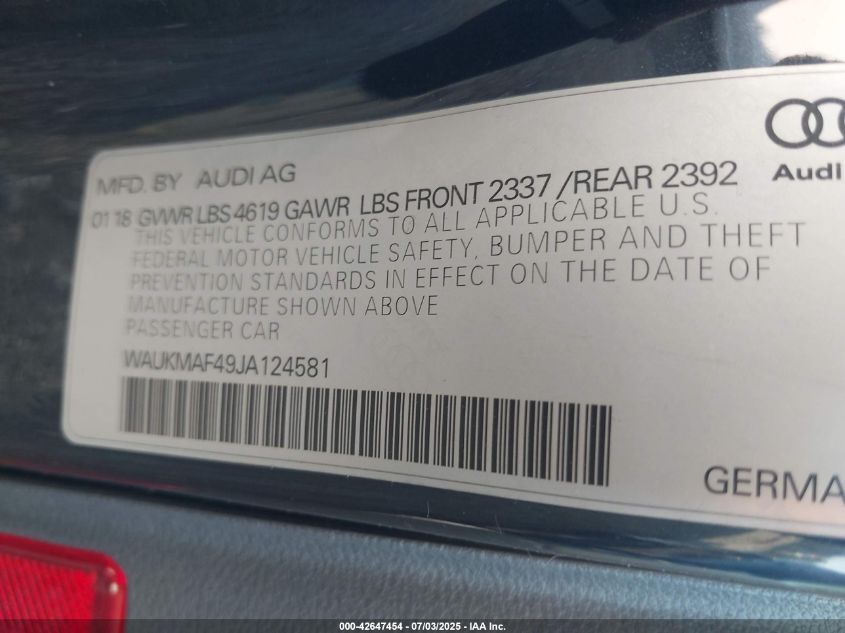 Audi
MFD. BY AUDI AG
01 18 GVWR LBS 4619 GAWR LBS FRONT 2337 /REAR 2392
THIS VEHICLE CONFORMS TO ALL APPLICABLE U.S.
FEDERAL MOTOR VEHICLE SAFETY, BUMPER AND THEFT
PREVENTION STANDARDS IN EFFECT ON THE DATE OF
MANUFACTURE SHOWN ABOVE
PASSENGER CAR
WAUKMAF49JA124581
GERMA
000-42647454 - 07/03/2025 - IAA Inc.